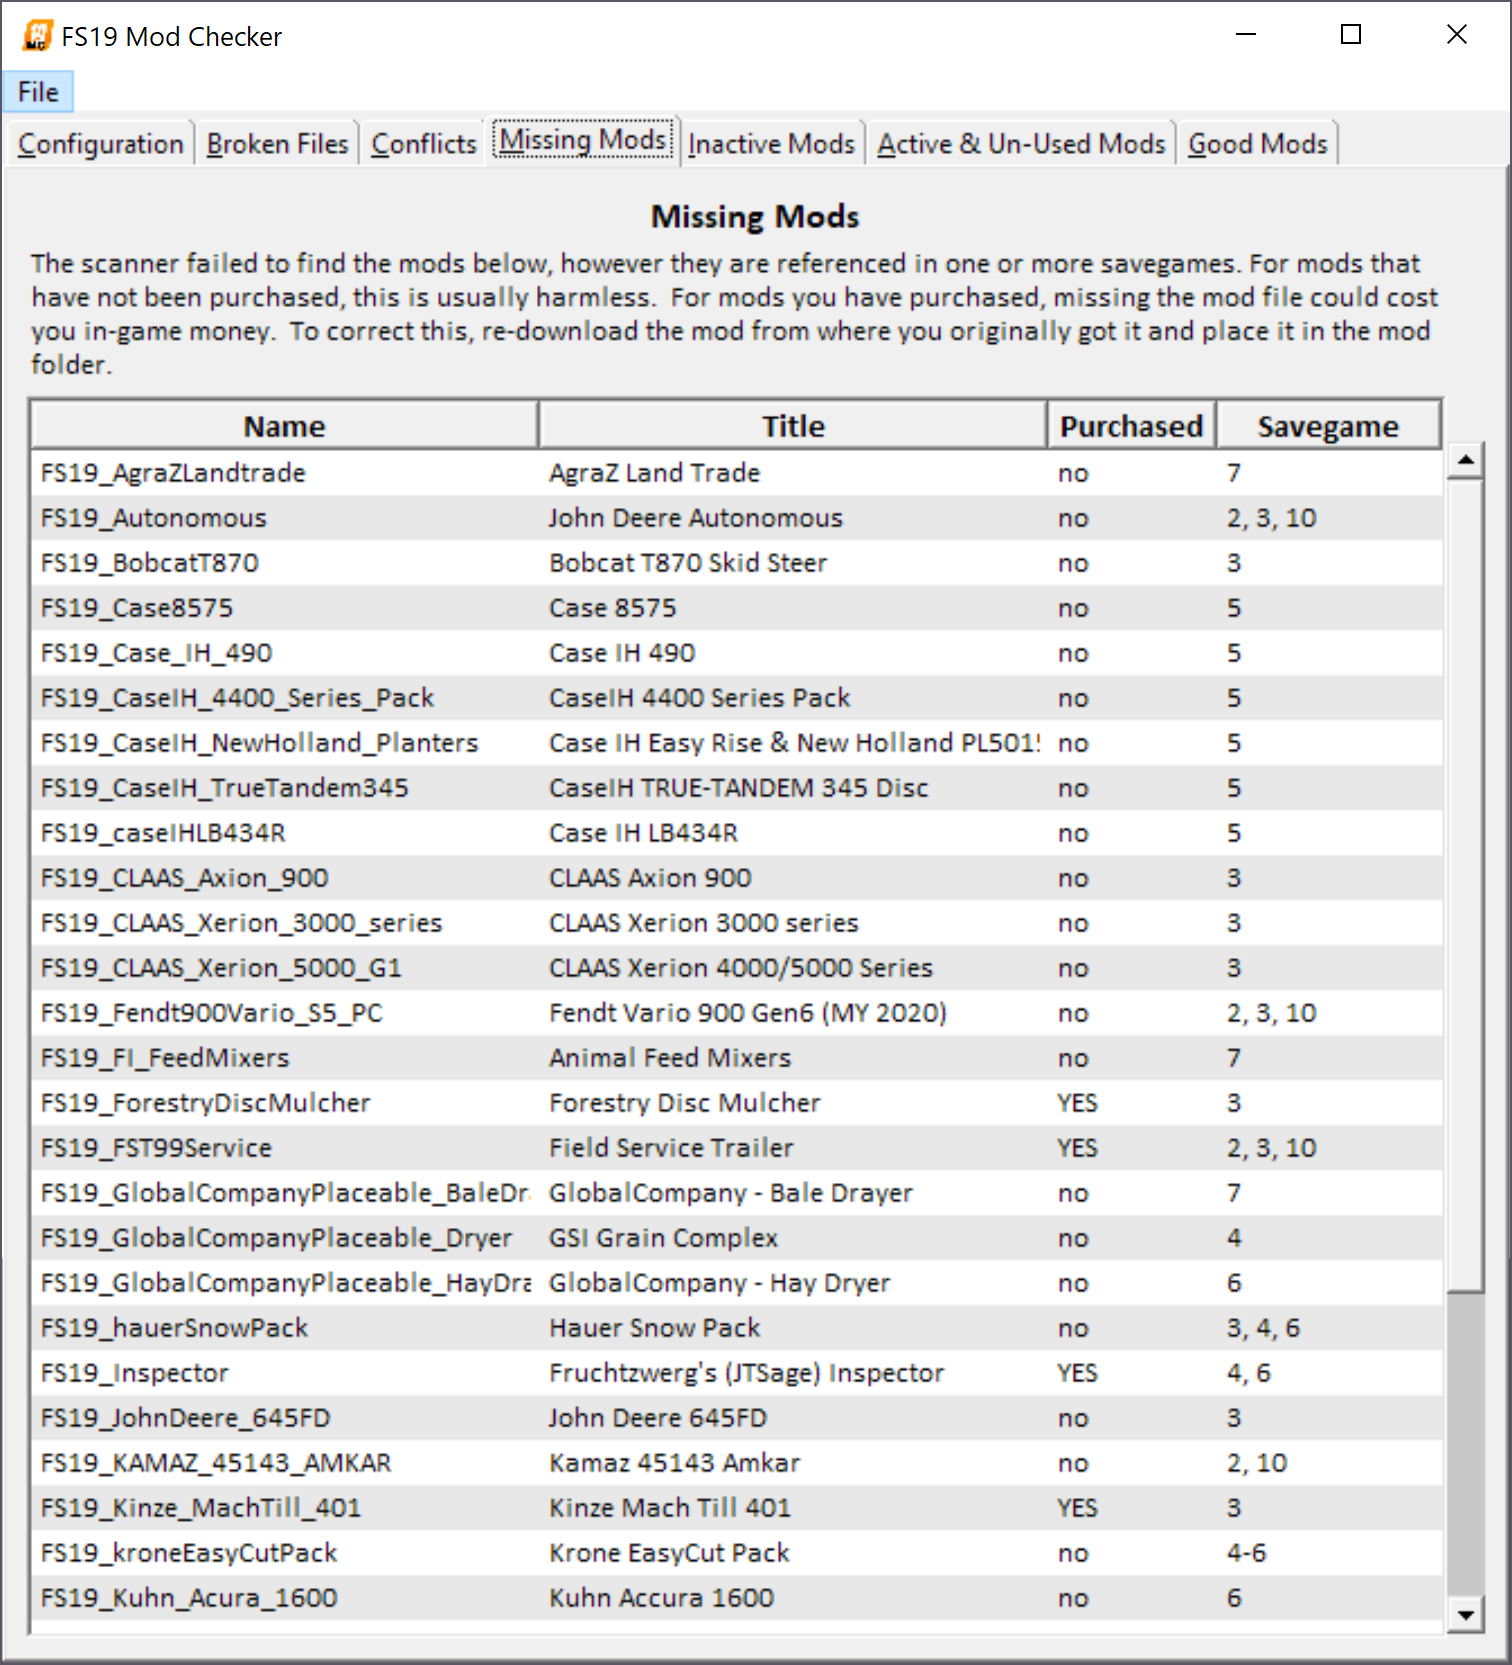 FS19 Mod Checker
File
Configuration Broken Files Conflicts Missing Mods Inactive Mods Active & Un-Used Mods Good Mods
Missing Mods
The scanner failed to find the mods below, however they are referenced in one or more savegames. For mods that
have not been purchased, this is usually harmless.  For mods you have purchased, missing the mod file could cost
you in-game money.  To correct this, re-download the mod from where you originally got it and place it in the mod
folder.
Name Title Purchased Savegame
FS19_AgraZLandtrade AgraZ Land Trade no 7
FS19_Autonomous John Deere Autonomous no 2, 3, 10
FS19_BobcatT870 Bobcat T870 Skid Steer no 3
FS19_Case8575 Case 8575 no 5
FS19_Case_IH_490 Case IH 490 no 5
FS19_CaseIH_4400_Series_Pack CaseIH 4400 Series Pack no 5
FS19_CaseIH_NewHolland_Planters Case IH Easy Rise & New Holland PL501! no 5
FS19_CaseIH_TrueTandem345 CaseIH TRUE-TANDEM 345 Disc no 5
FS19_caseIHLB434R Case IH LB434R no 5
FS19_CLAAS_Axion_900 CLAAS Axion 900 no 3
FS19_CLAAS_Xerion_3000_series CLAAS Xerion 3000 series no 3
FS19_CLAAS_Xerion_5000_G1 CLAAS Xerion 4000/5000 Series no 3
FS19_Fendt900Vario_S5_PC Fendt Vario 900 Gen6 (MY 2020) no 2, 3, 10
FS19_FI_FeedMixers Animal Feed Mixers no 7
FS19_ForestryDiscMulcher Forestry Disc Mulcher YES 3
FS19_FST99Service Field Service Trailer YES 2, 3, 10
FS19_GlobalCompanyPlaceable_BaleDr GlobalCompany - Bale Drayer no 7
FS19_GlobalCompanyPlaceable_Dryer GSI Grain Complex no 4
FS19_GlobalCompanyPlaceable_HayDra GlobalCompany - Hay Dryer no 6
FS19_hauerSnowPack Hauer Snow Pack no 3, 4, 6
FS19_Inspector Fruchtzwerg's (JTSage) Inspector YES 4, 6
FS19_JohnDeere_645FD John Deere 645FD no 3
FS19_KAMAZ_45143_AMKAR Kamaz 45143 Amkar no 2, 10
FS19_Kinze_MachTill_401 Kinze Mach Till 401 YES 3
FS19_kroneEasyCutPack Krone EasyCut Pack no 4-6
FS19_Kuhn_Acura_1600 Kuhn Accura 1600 no 6